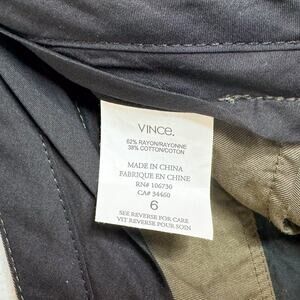 VINCE.
62% RAYON/RAYONNE
38% COTTON/COTON
MADE IN CHINA
FABRIQUE EN CHINE
RN# 106730
CA# 34460
6
SEE REVERSE FOR CARE
VIT REVERSE POUR SOIN